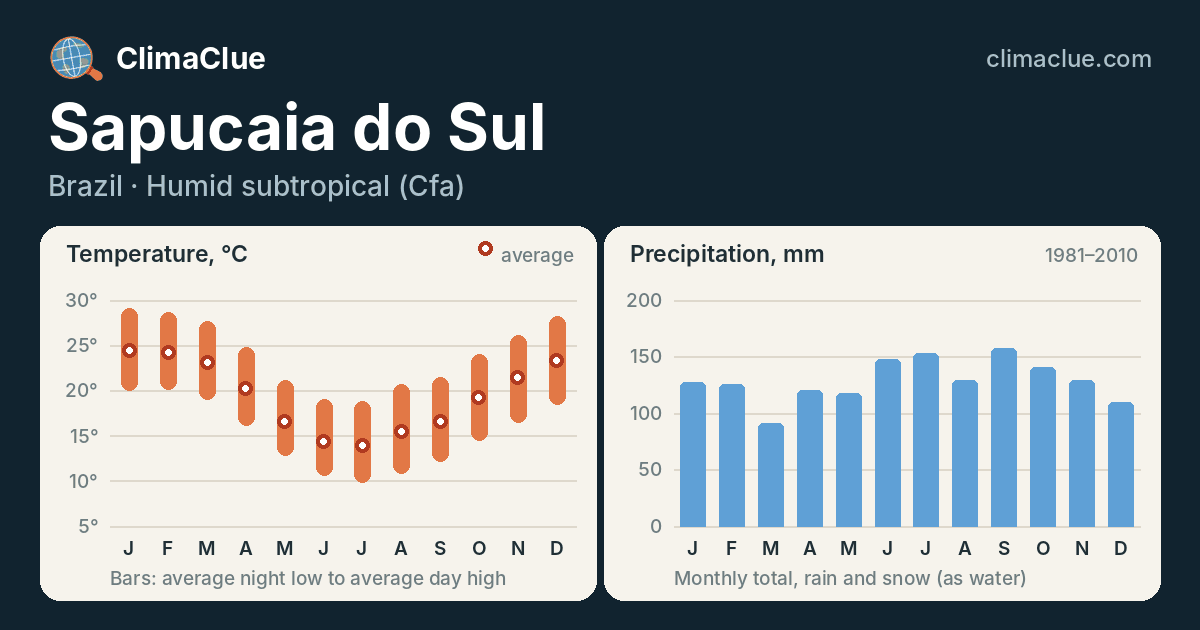 ClimaClue
climaclue.com
Sapucaia do Sul
Brazil · Humid subtropical (Cfa)
Temperature, °C
average
30°
25°
20°
15°
10°
5°
J F M A M J J A S O N D
Bars: average night low to average day high
Precipitation, mm
1981–2010
200
150
100
50
0
J F M A M J J A S O N D
Monthly total, rain and snow (as water)